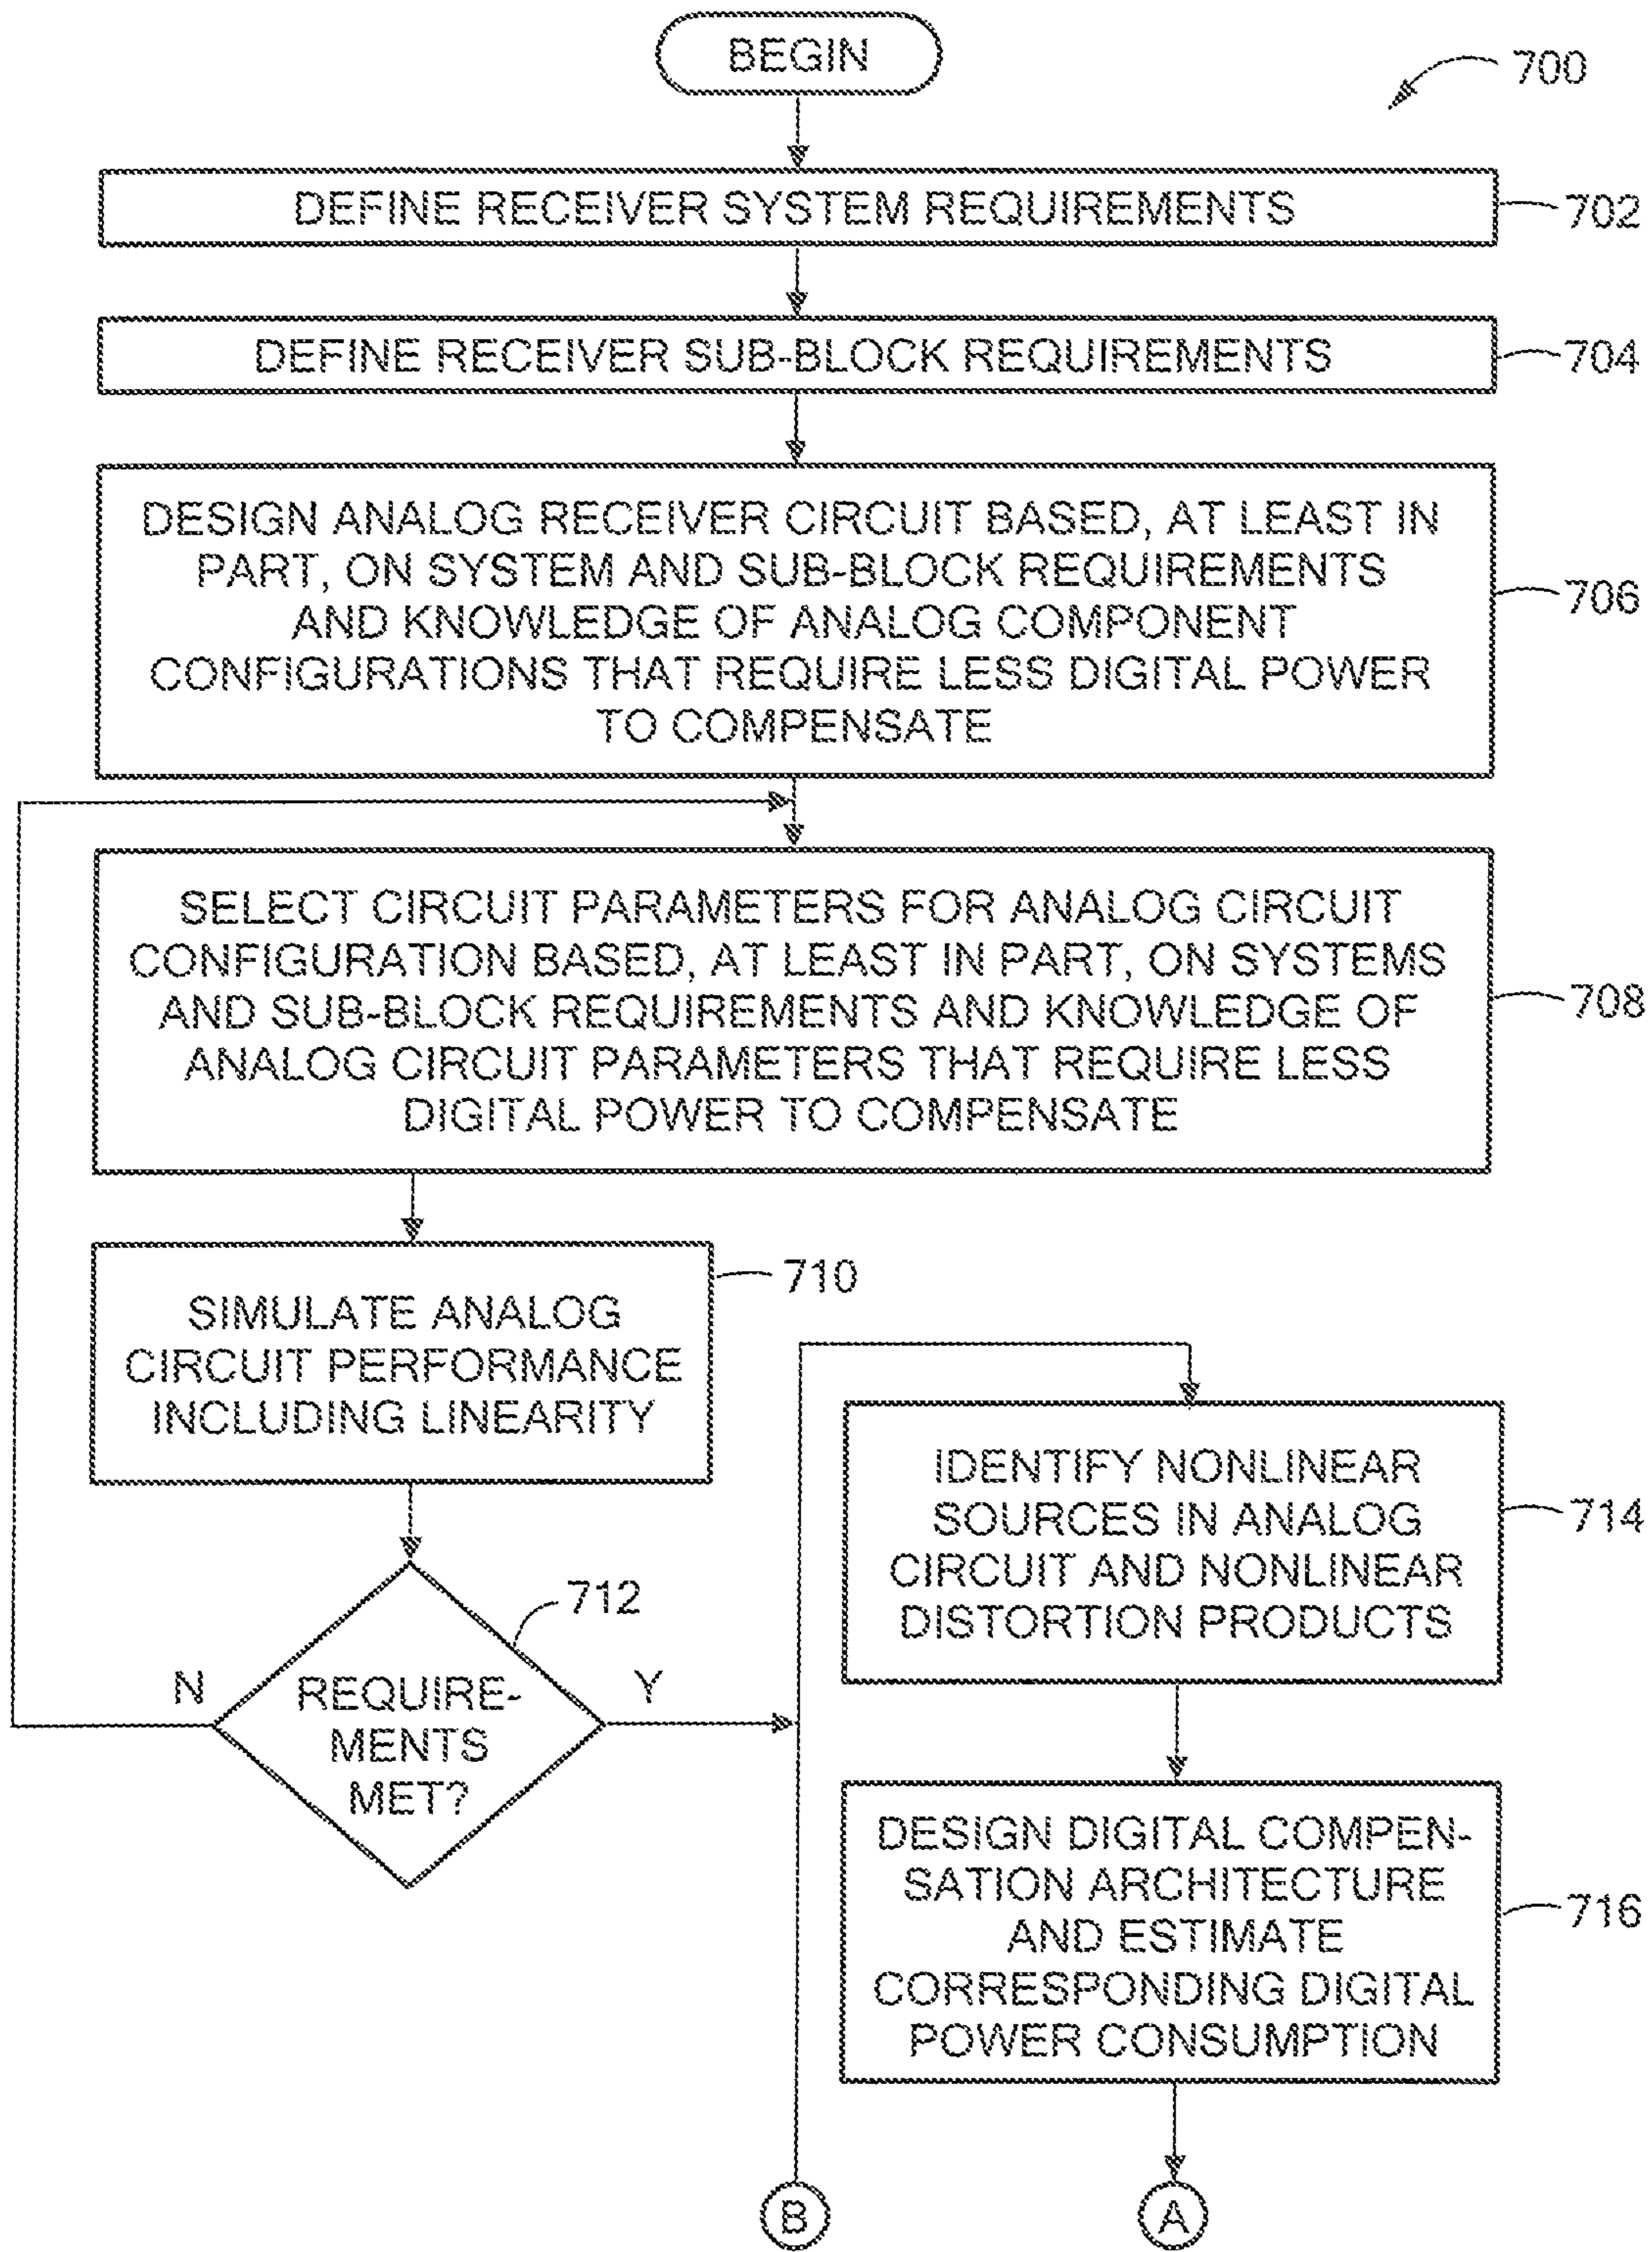 BEGIN
700
DEFINE RECEIVER SYSTEM REQUIREMENTS
702
DEFINE RECEIVER SUB-BLOCK REQUIREMENTS
704
DESIGN ANALOG RECEIVER CIRCUIT BASED, AT LEAST IN
PART, ON SYSTEM AND SUB-BLOCK REQUIREMENTS
AND KNOWLEDGE OF ANALOG COMPONENT
CONFIGURATIONS THAT REQUIRE LESS DIGITAL POWER
TO COMPENSATE
706
SELECT CIRCUIT PARAMETERS FOR ANALOG CIRCUIT
CONFIGURATION BASED, AT LEAST IN PART, ON SYSTEMS
AND SUB-BLOCK REQUIREMENTS AND KNOWLEDGE OF
ANALOG CIRCUIT PARAMETERS THAT REQUIRE LESS
DIGITAL POWER TO COMPENSATE
708
SIMULATE ANALOG
CIRCUIT PERFORMANCE
INCLUDING LINEARITY
710
REQUIRE-
MENTS
MET?
712
N
Y
IDENTIFY NONLINEAR
SOURCES IN ANALOG
CIRCUIT AND NONLINEAR
DISTORTION PRODUCTS
714
DESIGN DIGITAL COMPEN-
SATION ARCHITECTURE
AND ESTIMATE
CORRESPONDING DIGITAL
POWER CONSUMPTION
716
B
A